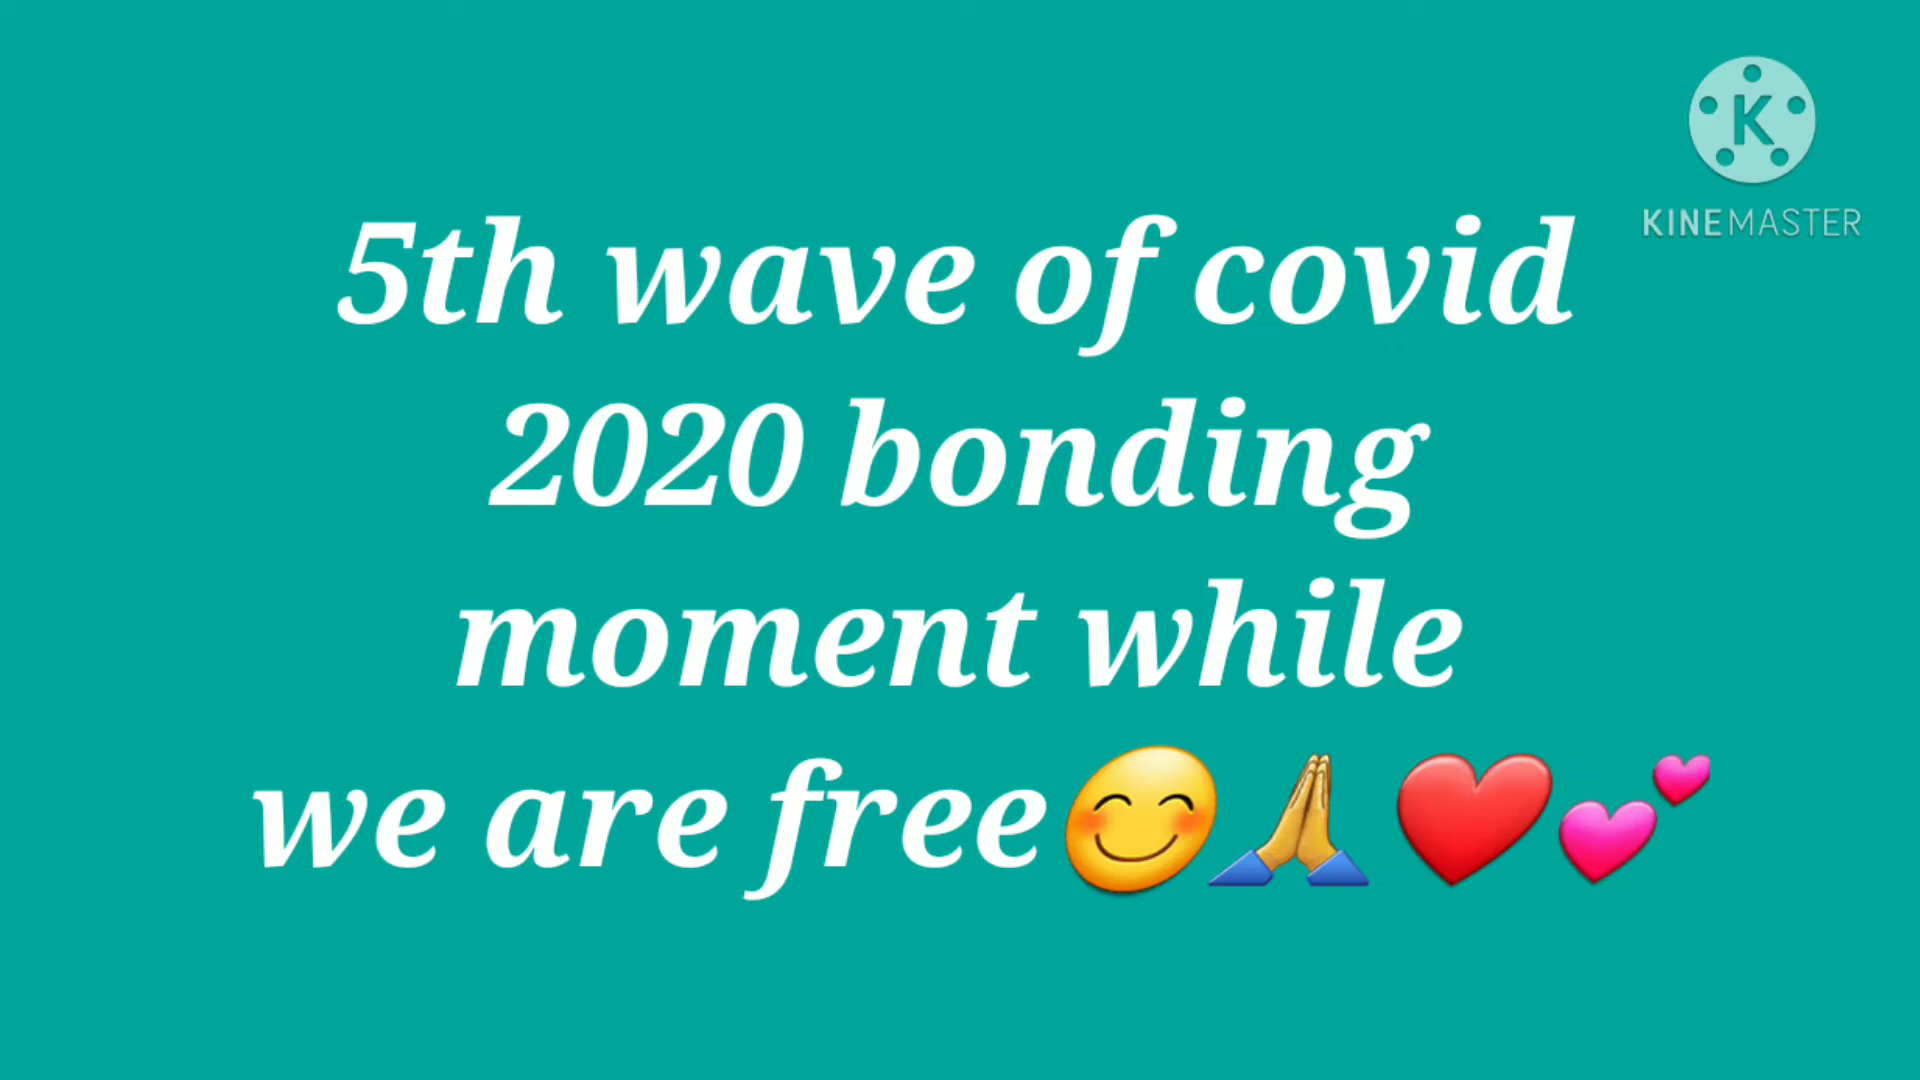 KINEMASTER
5th wave of covid
2020 bonding
moment while
we are free😊🙏❤️💕